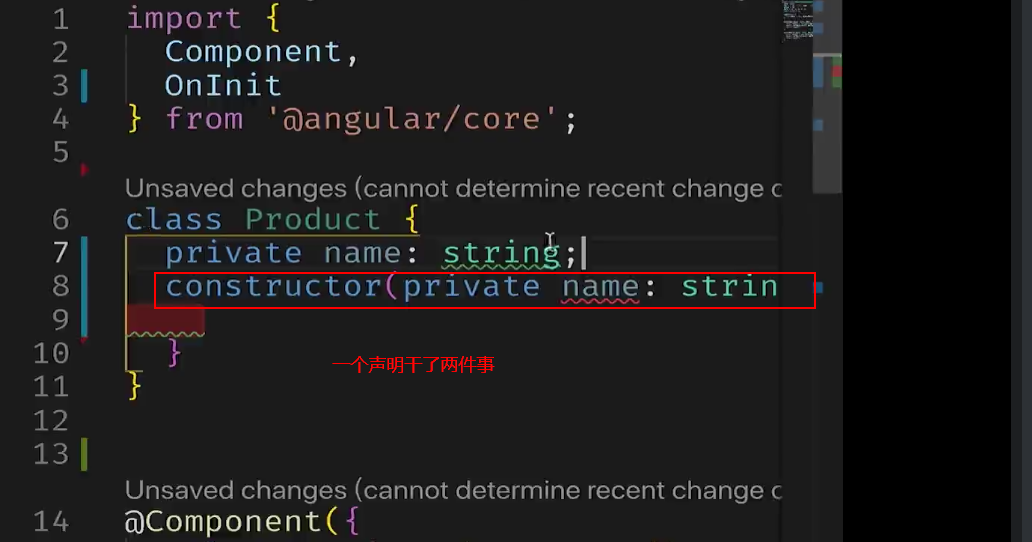 1 import {
2 Component,
3 OnInit
4 } from '@angular/core';
5
Unsaved changes (cannot determine recent change
6 class Product {
7 private name: string;
8 constructor(private name: strin
9
10 }
一个声明干了两件事
11 }
12
13
Unsaved changes (cannot determine recent change
14 @Component({